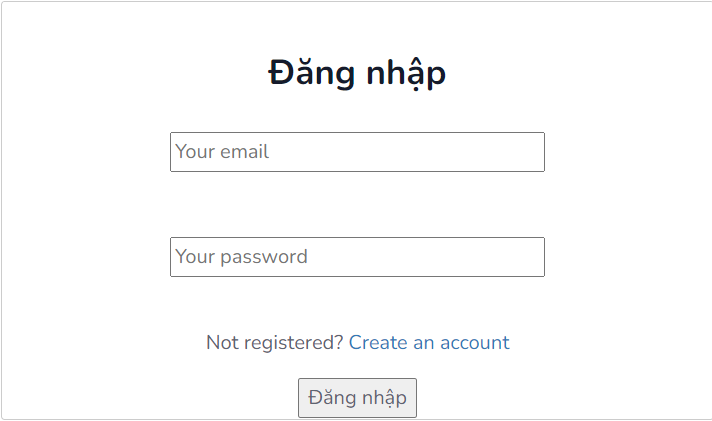 Đăng nhập
Your email
Your password
Not registered? Create an account
Đăng nhập